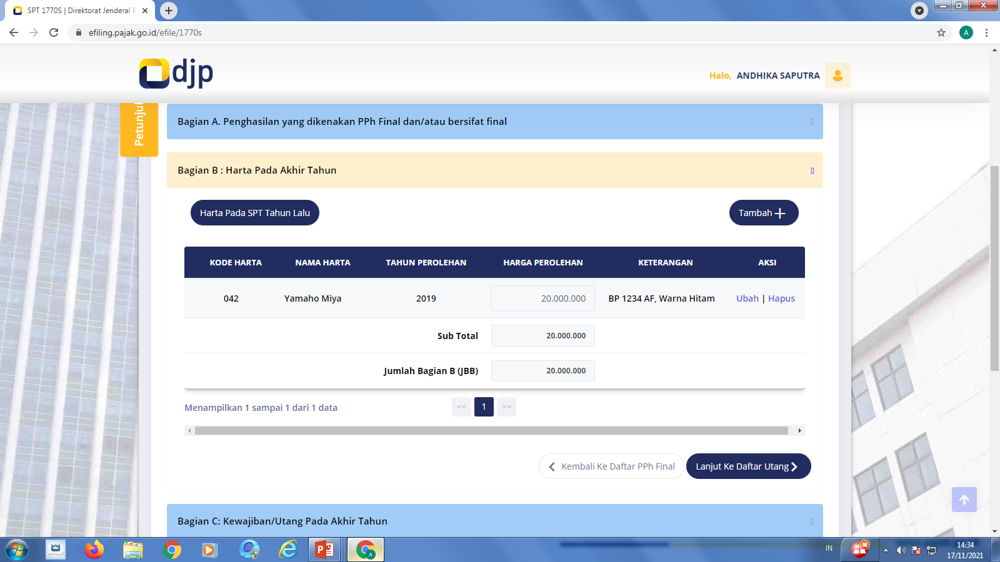 SPT 1770S | Direktorat Jenderal P
efiling.pajak.go.id/efile/1770s
A
djp
Halo, ANDHIKA SAPUTRA
Petunju
Bagian A. Penghasilan yang dikenakan PPh Final dan/atau bersifat final
Bagian B : Harta Pada Akhir Tahun
Harta Pada SPT Tahun Lalu
Tambah
KODE HARTA NAMA HARTA TAHUN PEROLEHAN HARGA PEROLEHAN KETERANGAN AKSI
042 Yamaho Miya 2019 20.000.000 BP 1234 AF, Warna Hitam Ubah | Hapus
Sub Total 20.000.000
Jumlah Bagian B (JBB) 20.000.000
Menampilkan 1 sampai 1 dari 1 data
<< 1 >>
Kembali Ke Daftar PPh Final
Lanjut Ke Daftar Utang
Bagian C: Kewajiban/Utang Pada Akhir Tahun
IN
14:34
17/11/2021